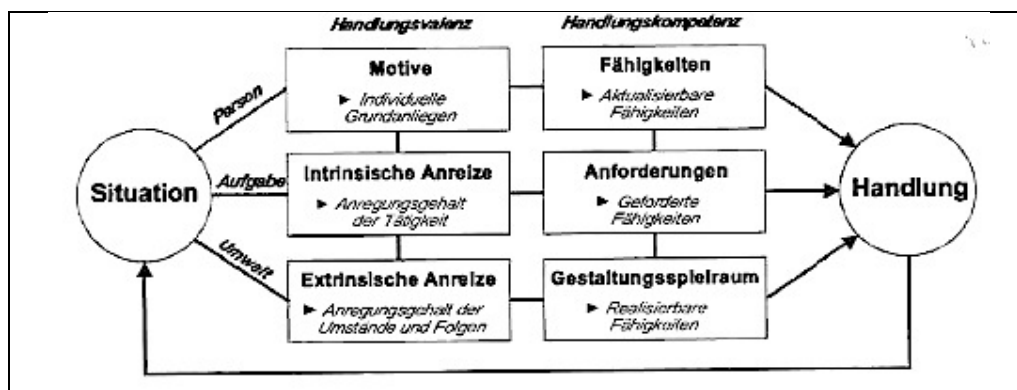 Handlungsvalenz
Handlungskompetenz
Motive
► Individuelle
Grundanliegen
Fähigkeiten
► Aktualisierbare
Fähigkeiten
Person
Situation
Aufgabe
Intrinsische Anreize
► Anregungsgehalt
der Tätigkeit
Anforderungen
► Geforderte
Fähigkeiten
Handlung
Umwelt
Extrinsische Anreize
► Anregungsgehalt der
Umstände und Folgen
Gestaltungsspielraum
► Realisierbare
Fähigkeiten